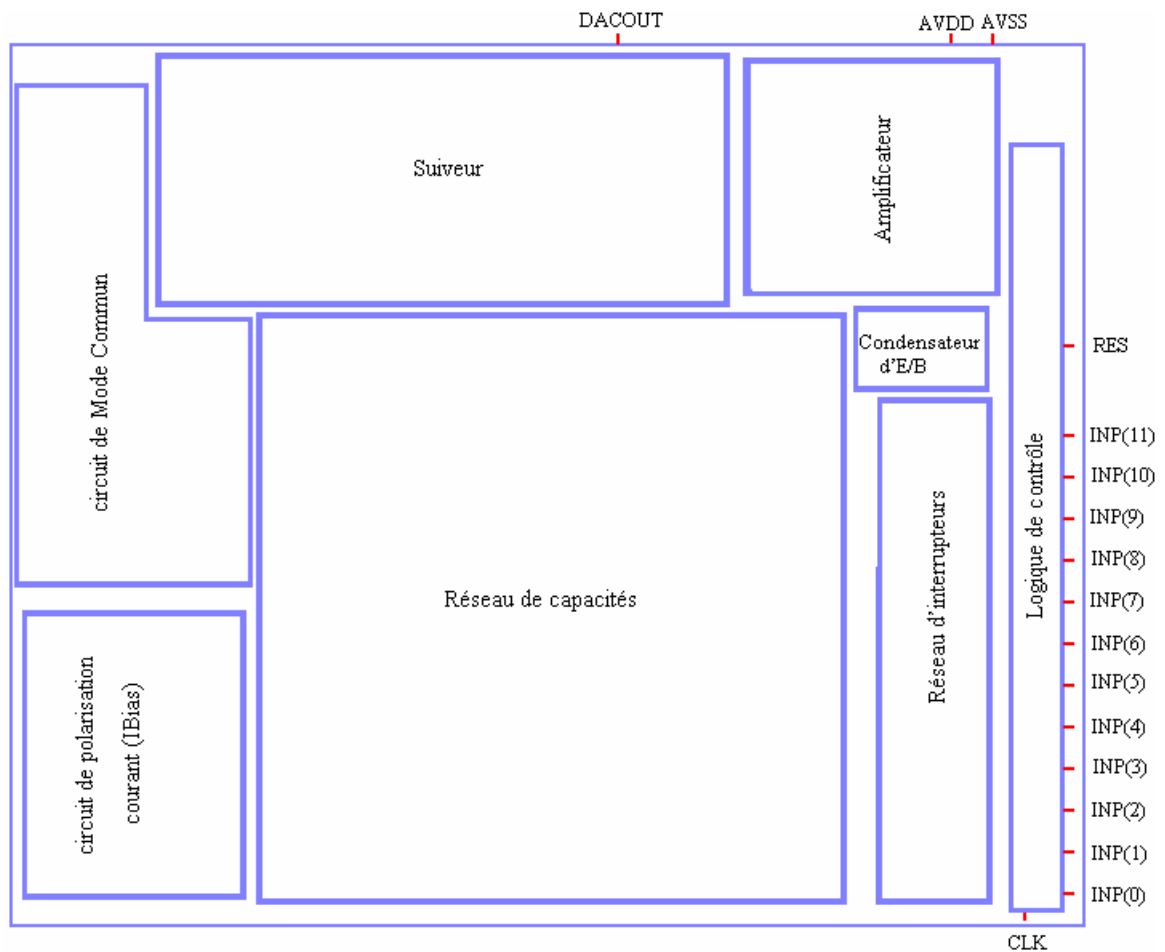 DACOUT
AVDD AVSS
Suiveur
Amplificateur
circuit de Mode Commun
Condensateur
d'E/B
RES
INP(11)
INP(10)
INP(9)
INP(8)
INP(7)
INP(6)
INP(5)
INP(4)
INP(3)
INP(2)
INP(1)
INP(0)
Logique de contrôle
Réseau d'interrupteurs
Réseau de capacités
circuit de polarisation
courant (IBias)
CLK